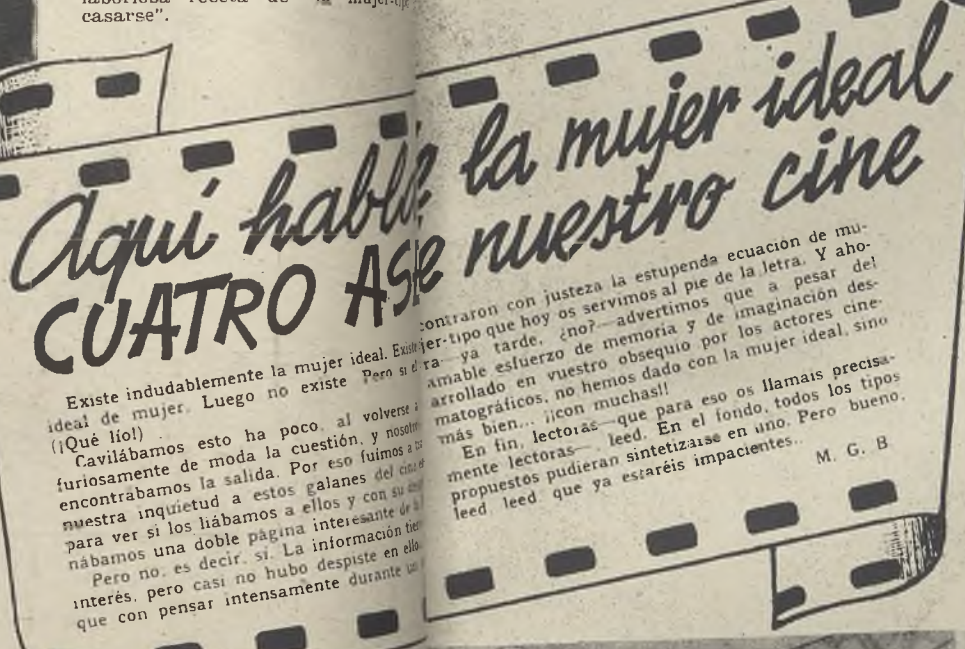 casarse".
Aquí habl la mujer ideal
CUATRO ASE nuestro cine
Existe indudablemente la mujer ideal. Existe
ideal de mujer. Luego no existe Pero si el
(¡Qué lío!)
Cavilábamos esto ha poco, al volverse
furiosamente de moda la cuestión, y nosotro
encontrábamos la salida. Por eso fuimos a
nuestra inquietud a estos galanes del cine
para ver si los liábamos a ellos y con su
nábamos una doble página interesante de
Pero no, es decir, sí. La información tien
interés, pero casi no hubo despiste en ello
que con pensar intensamente durante un
contraron con justeza la estupenda ecuación de mu-
jer-tipo que hoy os servimos al pie de la letra. Y aho-
ra—ya tarde, ¿no?—advertimos que a pesar del
amable esfuerzo de memoria y de imaginación des-
arrollado en vuestro obsequio por los actores cine-
matográficos, no hemos dado con la mujer ideal, sino
más bien... ¡¡con muchas!!
En fin, lectoras—que para eso os llamais precisa-
mente lectoras—, leed. En el fondo, todos los tipos
propuestos pudieran sintetizarse en uno. Pero bueno,
leed, leed, que ya estaréis impacientes...
M. G. B